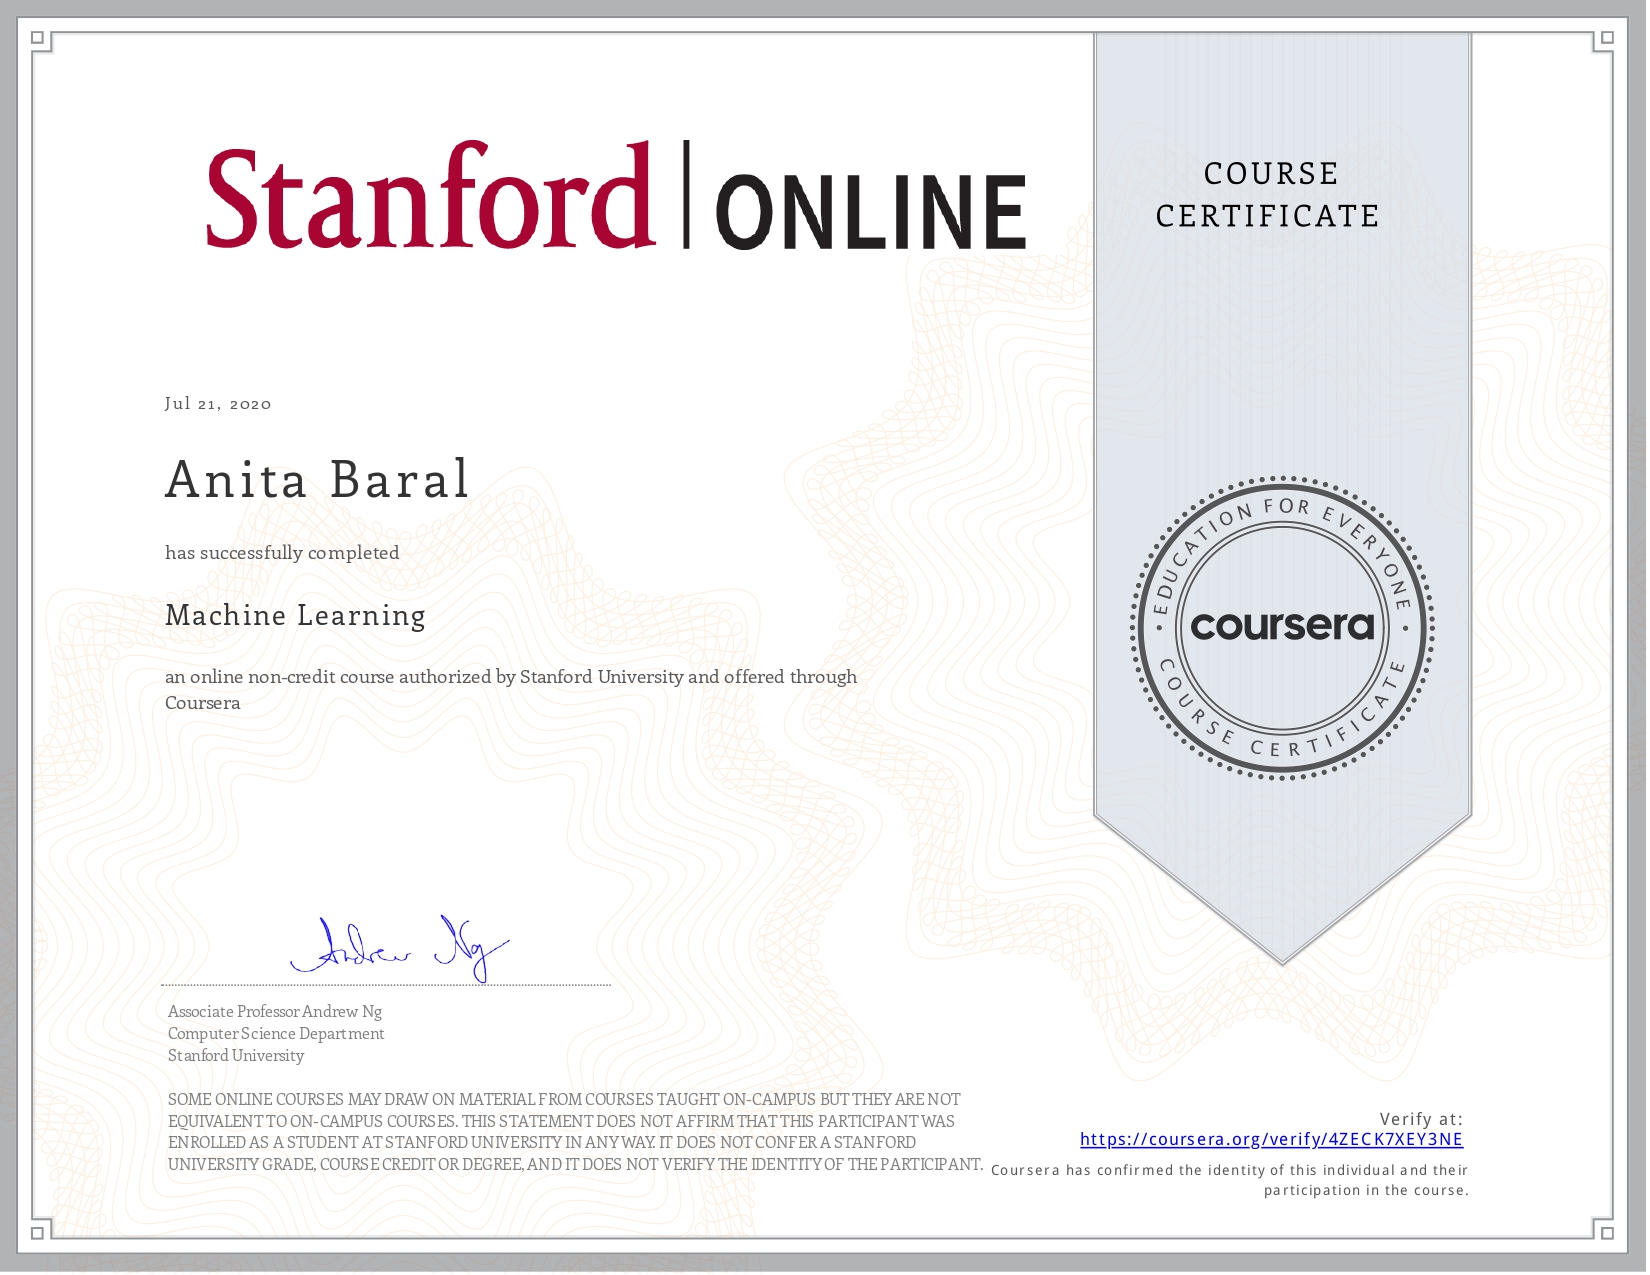 Stanford | ONLINE
COURSE
CERTIFICATE
Jul 21, 2020
Anita Baral
has successfully completed
Machine Learning
an online non-credit course authorized by Stanford University and offered through
Coursera
EDUCATION FOR EVERYONE
coursera
COURSE CERTIFICATE
Andrew Ng
Associate Professor Andrew Ng
Computer Science Department
Stanford University
SOME ONLINE COURSES MAY DRAW ON MATERIAL FROM COURSES TAUGHT ON-CAMPUS BUT THEY ARE NOT
EQUIVALENT TO ON-CAMPUS COURSES. THIS STATEMENT DOES NOT AFFIRM THAT THIS PARTICIPANT WAS
ENROLLED AS A STUDENT AT STANFORD UNIVERSITY IN ANY WAY. IT DOES NOT CONFER A STANFORD
UNIVERSITY GRADE, COURSE CREDIT OR DEGREE, AND IT DOES NOT VERIFY THE IDENTITY OF THE PARTICIPANT.
Verify at:
https://coursera.org/verify/4ZECK7XEY3NE
Coursera has confirmed the identity of this individual and their
participation in the course.